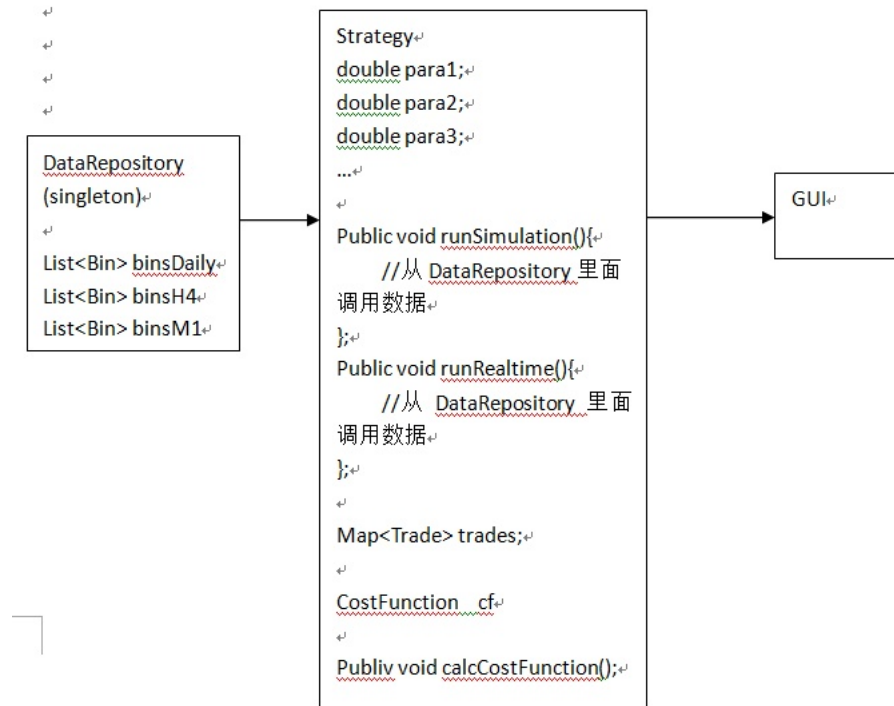 DataRepository
(singleton)
List<Bin> binsDaily
List<Bin> binsH4
List<Bin> binsM1
Strategy
double para1;
double para2;
double para3;
...
Public void runSimulation(){
//从 DataRepository 里面
调用数据
};
Public void runRealtime(){
//从 DataRepository 里面
调用数据
};
Map<Trade> trades;
CostFunction cf
Publiv void calcCostFunction();
GUI